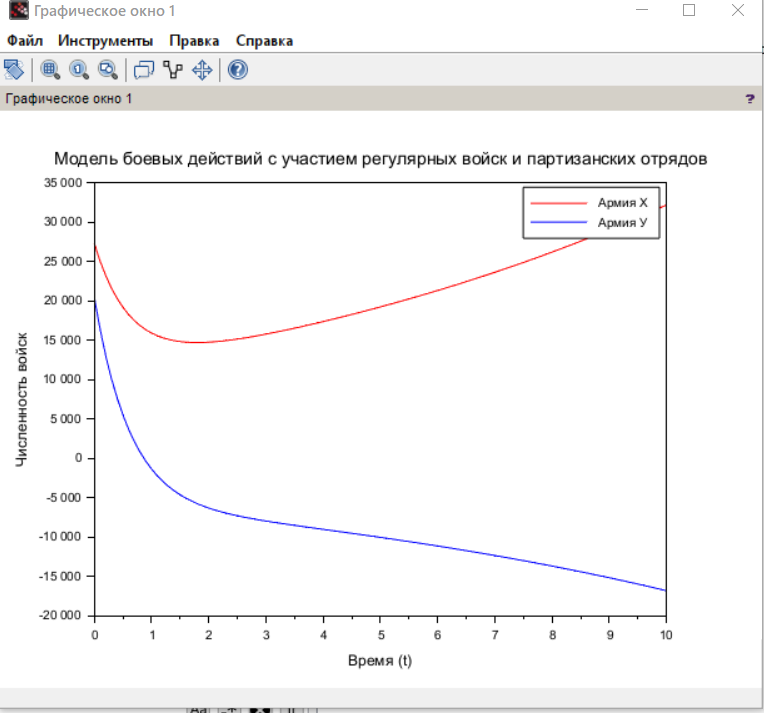 Графическое окно 1
Файл Инструменты Правка Справка
Графическое окно 1 ?
Модель боевых действий с участием регулярных войск и партизанских отрядов
35 000
30 000
25 000
20 000
15 000
10 000
5 000
0
-5 000
-10 000
-15 000
-20 000
Численность войск
Армия X
Армия У
0 1 2 3 4 5 6 7 8 9 10
Время (t)